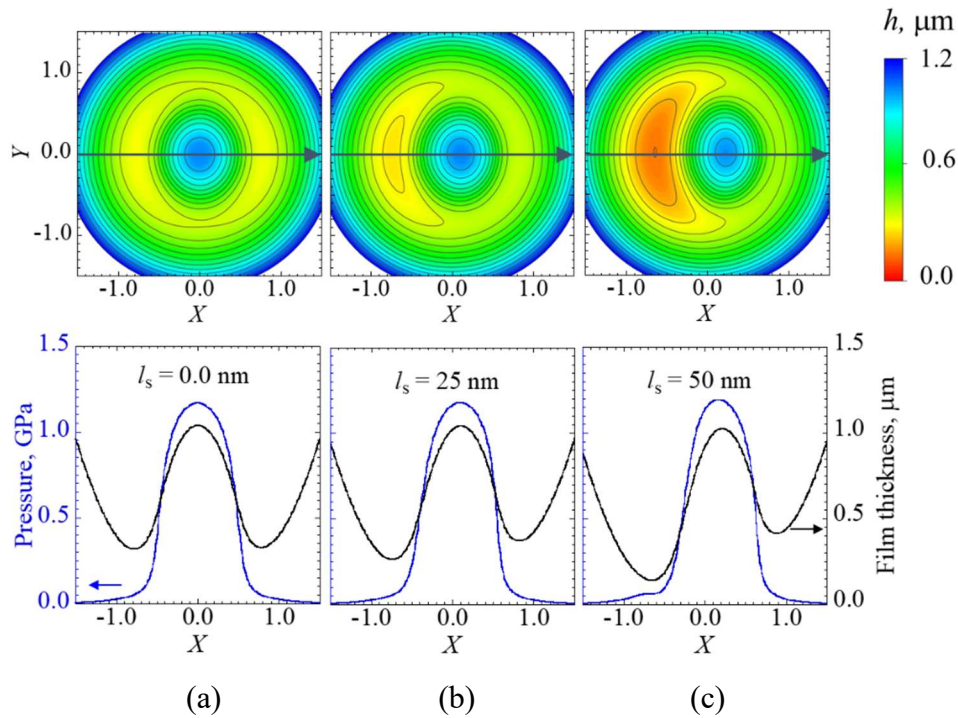 h, μm
1.2
0.6
0.0
Y
1.0
0.0
-1.0
-1.0 0.0 1.0
X
-1.0 0.0 1.0
X
-1.0 0.0 1.0
X
Pressure, GPa
1.5
1.0
0.5
0.0
l_s = 0.0 nm
l_s = 25 nm
l_s = 50 nm
1.5
1.0
0.5
0.0
Film thickness, μm
-1.0 0.0 1.0
X
-1.0 0.0 1.0
X
-1.0 0.0 1.0
X
(a)
(b)
(c)